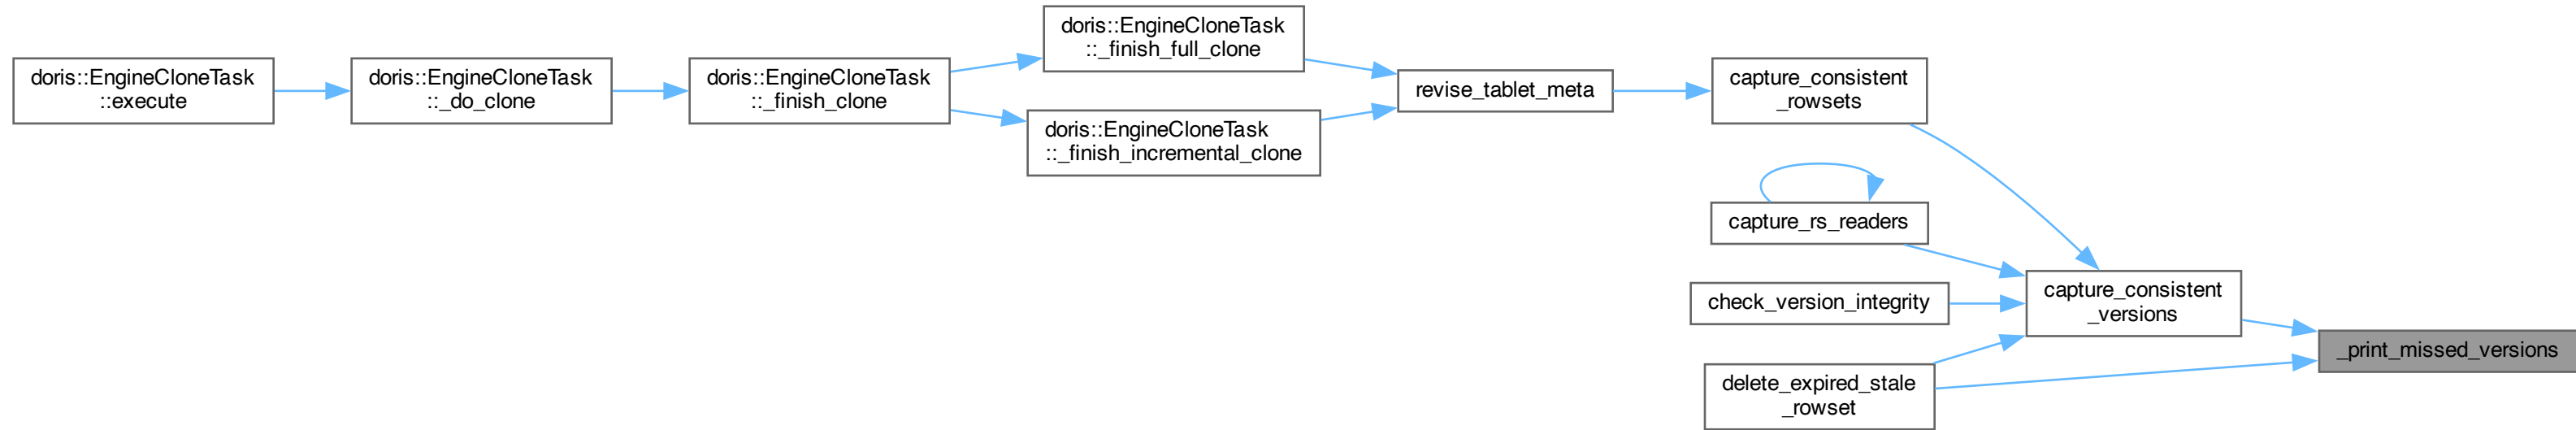 doris::EngineCloneTask
::execute
doris::EngineCloneTask
::_do_clone
doris::EngineCloneTask
::_finish_clone
doris::EngineCloneTask
::_finish_full_clone
doris::EngineCloneTask
::_finish_incremental_clone
revise_tablet_meta
capture_consistent
_rowsets
capture_rs_readers
check_version_integrity
delete_expired_stale
_rowset
capture_consistent
_versions
_print_missed_versions